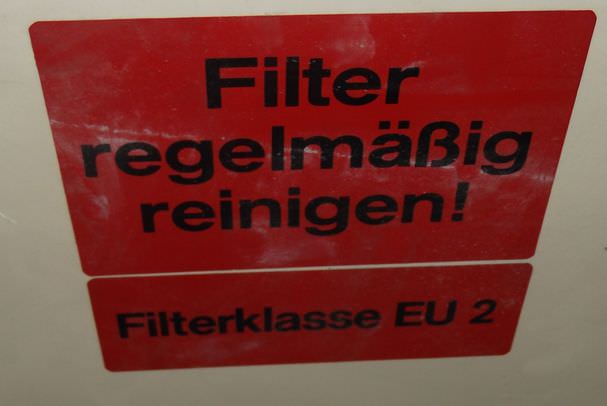 Filter
regelmäßig
reinigen!
Filterklasse EU 2